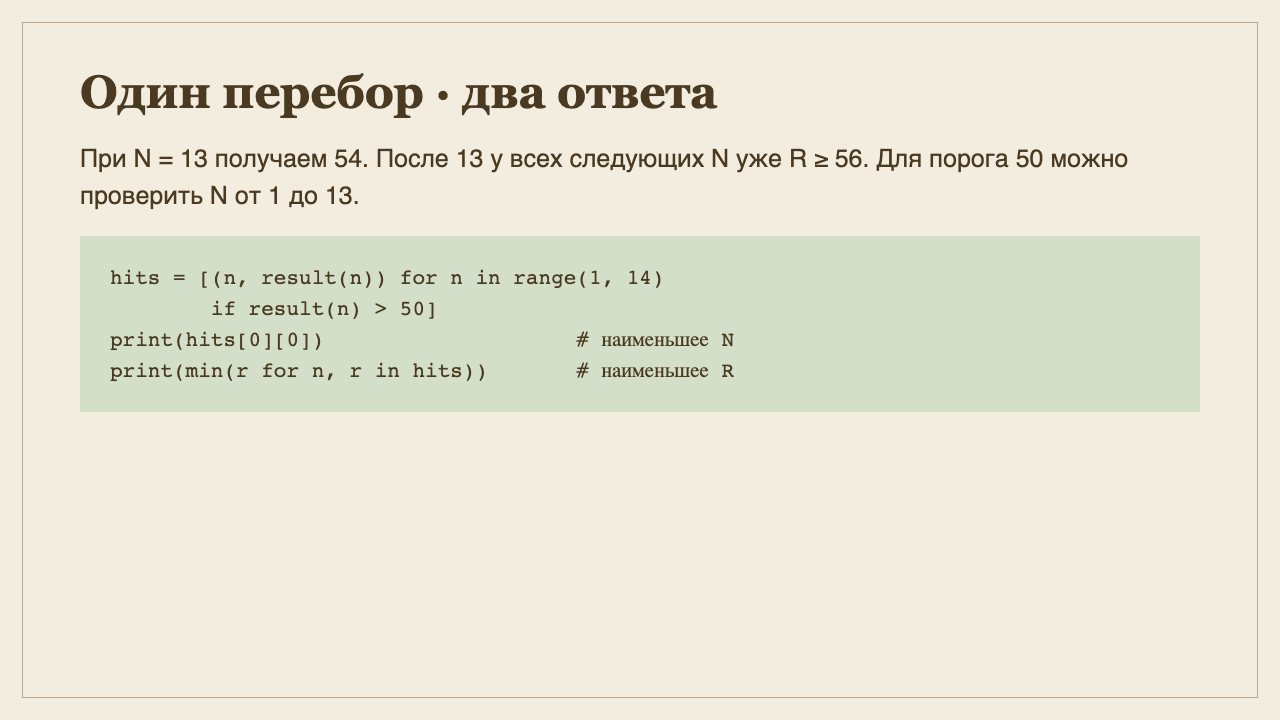 Один перебор · два ответа
При N = 13 получаем 54. После 13 у всех следующих N уже R ≥ 56. Для порога 50 можно
проверить N от 1 до 13.
hits = [(n, result(n)) for n in range(1, 14)
        if result(n) > 50]
print(hits[0][0])                    # наименьшее N
print(min(r for n, r in hits))       # наименьшее R